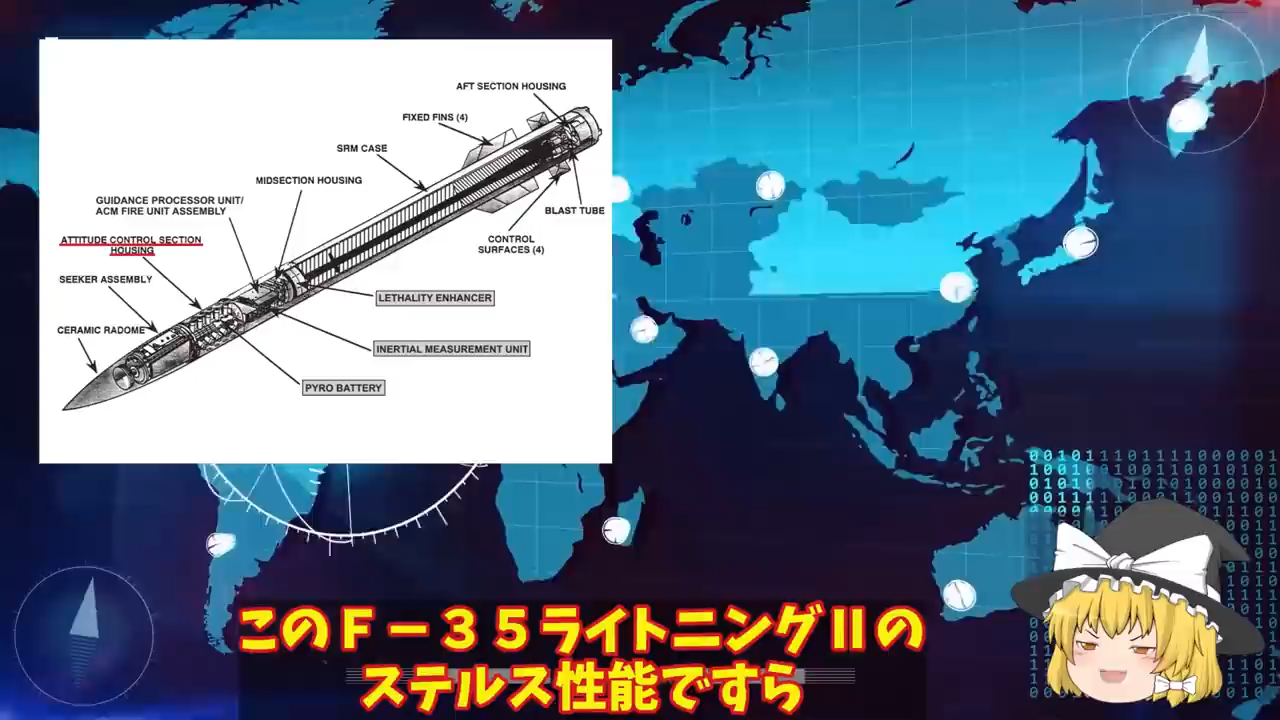 AFT SECTION HOUSING
FIXED FINS (4)
SRM CASE
MIDSECTION HOUSING
GUIDANCE PROCESSOR UNIT/
ACM FIRE UNIT ASSEMBLY
BLAST TUBE
ATTITUDE CONTROL SECTION
HOUSING
CONTROL
SURFACES (4)
SEEKER ASSEMBLY
LETHALITY ENHANCER
CERAMIC RADOME
INERTIAL MEASUREMENT UNIT
PYRO BATTERY
このF-35ライトニングⅡの
ステルス性能ですら